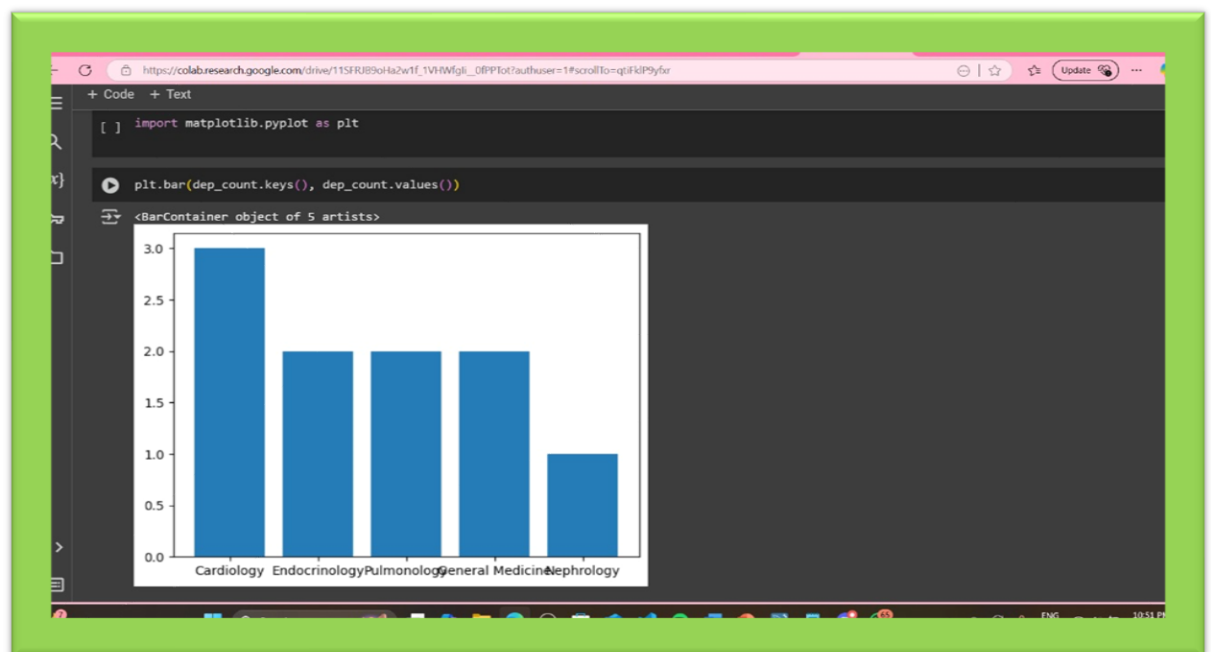 https://colab.research.google.com/drive/11SFRJB9oHa2w1f_1VHWfgIi__0fPPTot?authuser=1#scrollTo=qtiFklP9yfxr
Update
+ Code + Text
[ ] import matplotlib.pyplot as plt
plt.bar(dep_count.keys(), dep_count.values())
<BarContainer object of 5 artists>
3.0
2.5
2.0
1.5
1.0
0.5
0.0
Cardiology Endocrinology Pulmonology General Medicine Nephrology
ENG 10:51 PM